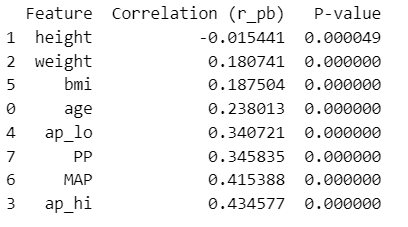 Feature Correlation (r_pb) P-value
1 height -0.015441 0.000049
2 weight 0.180741 0.000000
5 bmi 0.187504 0.000000
0 age 0.238013 0.000000
4 ap_lo 0.340721 0.000000
7 PP 0.345835 0.000000
6 MAP 0.415388 0.000000
3 ap_hi 0.434577 0.000000